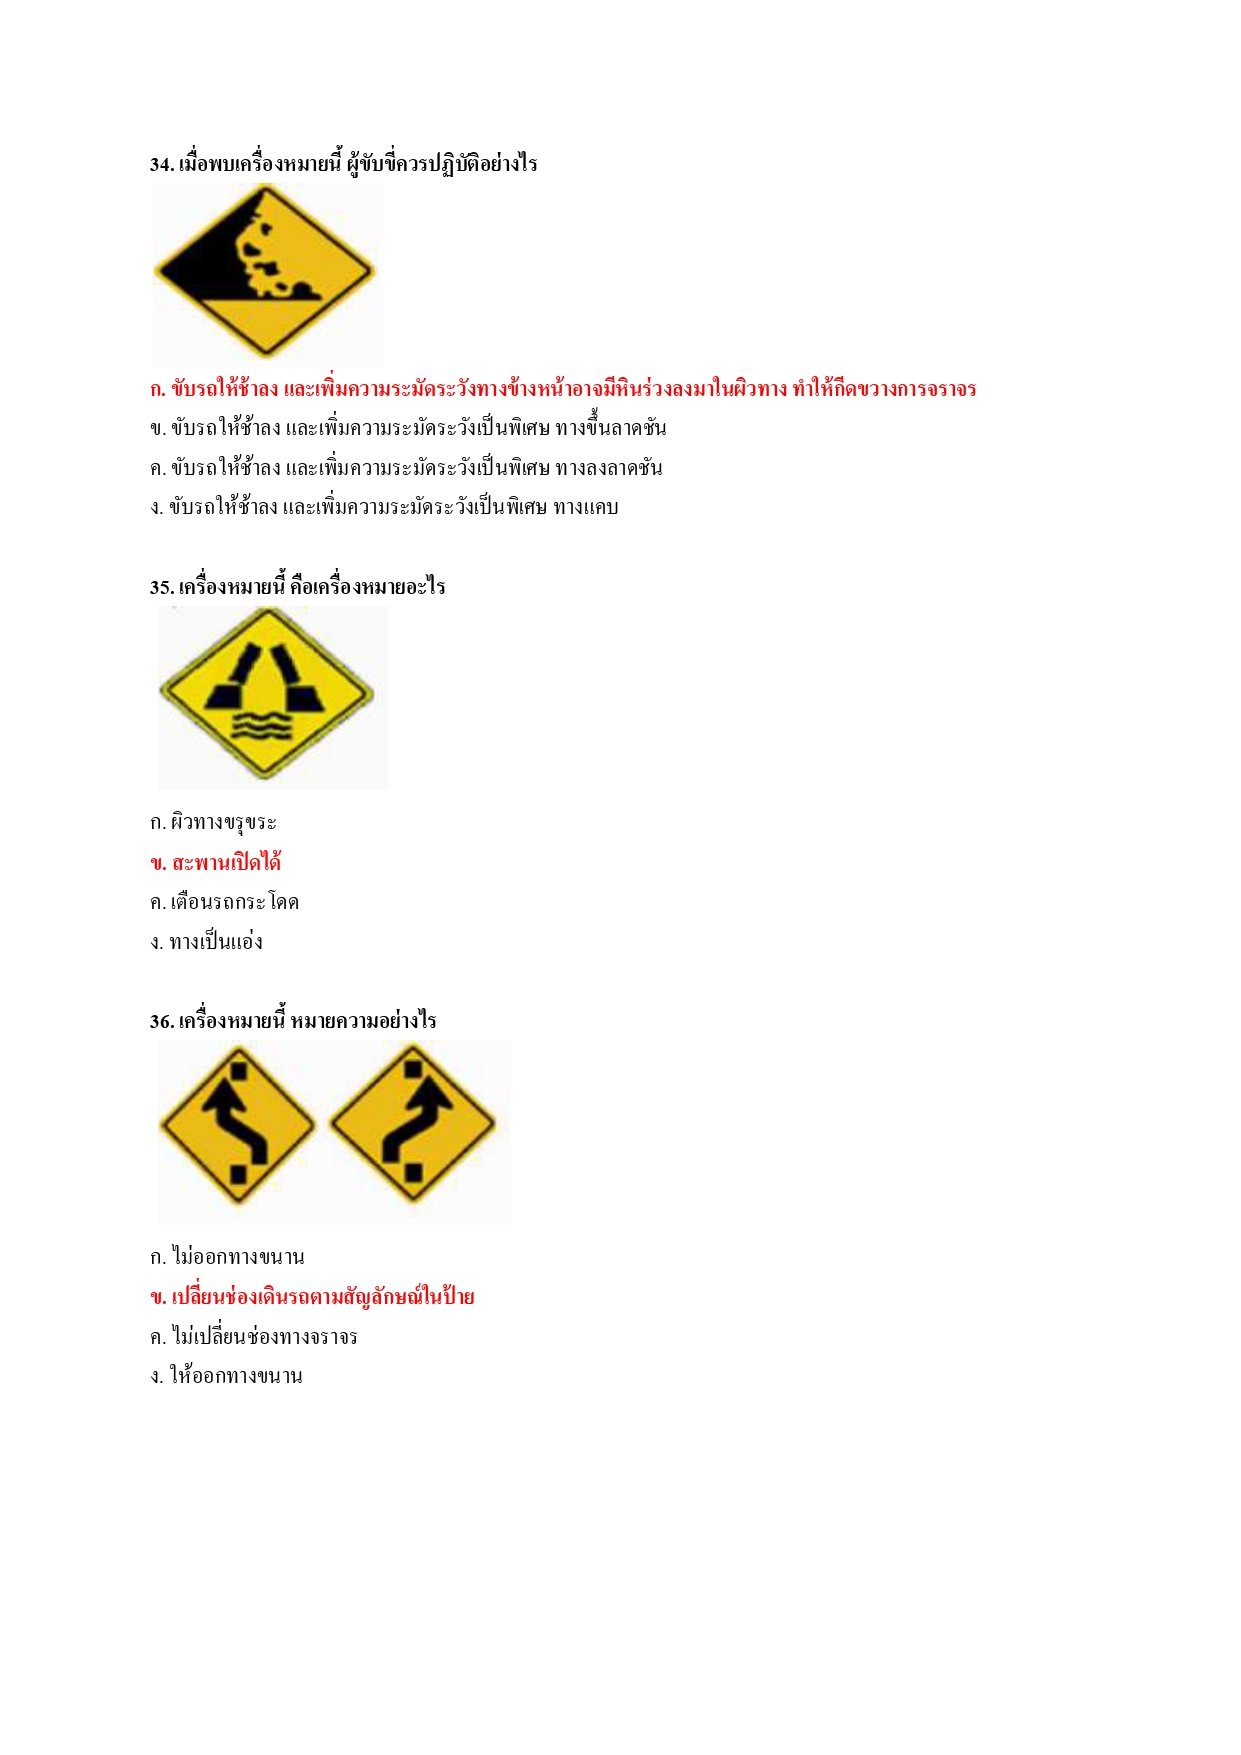 34. เมื่อพบเครื่องหมายนี้ ผู้ขับขี่ควรปฏิบัติอย่างไร
ก. ขับรถให้ช้าลง และเพิ่มความระมัดระวังทางข้างหน้าอาจมีหินร่วงลงมาในผิวทาง ทำให้กีดขวางการจราจร
ข. ขับรถให้ช้าลง และเพิ่มความระมัดระวังเป็นพิเศษ ทางขึ้นลาดชัน
ค. ขับรถให้ช้าลง และเพิ่มความระมัดระวังเป็นพิเศษ ทางลงลาดชัน
ง. ขับรถให้ช้าลง และเพิ่มความระมัดระวังเป็นพิเศษ ทางแคบ
35. เครื่องหมายนี้ คือเครื่องหมายอะไร
ก. ผิวทางขรุขระ
ข. สะพานเปิดได้
ค. เตือนรถกระโดด
ง. ทางเป็นแอ่ง
36. เครื่องหมายนี้ หมายความอย่างไร
ก. ไม่ออกทางขนาน
ข. เปลี่ยนช่องเดินรถตามสัญลักษณ์ในป้าย
ค. ไม่เปลี่ยนช่องทางจราจร
ง. ให้ออกทางขนาน